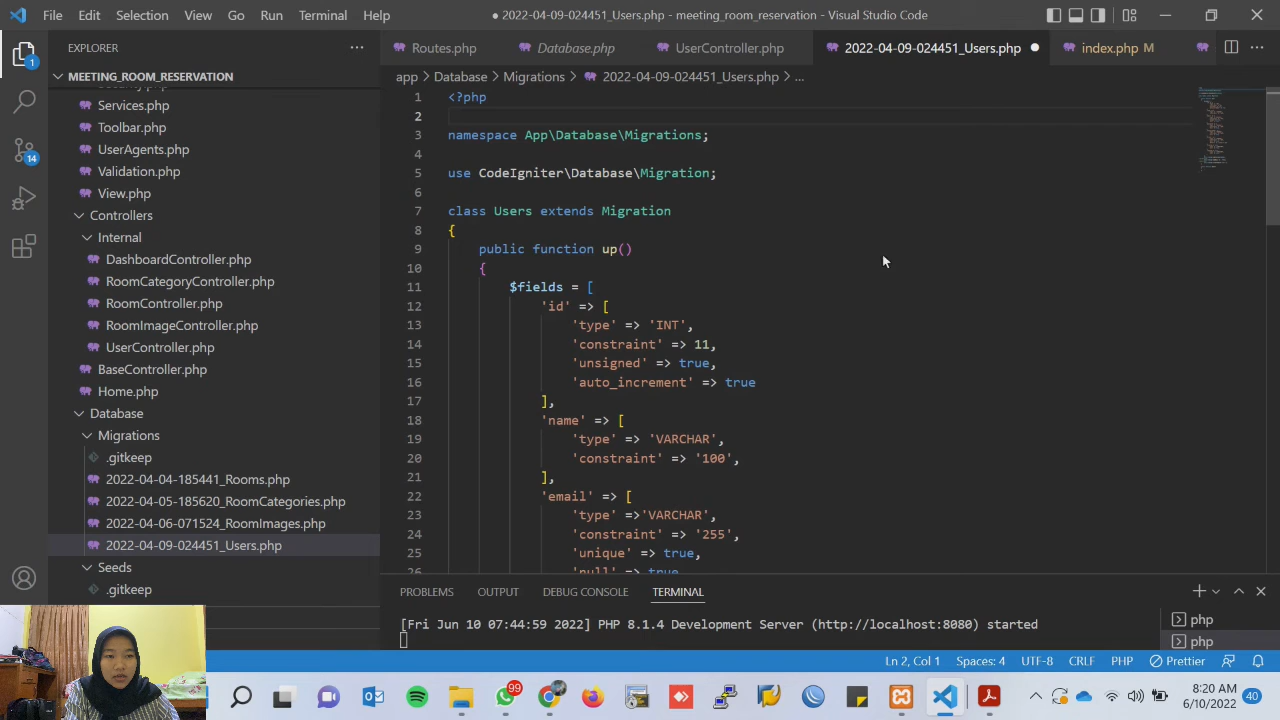 File Edit Selection View Go Run Terminal Help
● 2022-04-09-024451_Users.php - meeting_room_reservation - Visual Studio Code
EXPLORER
Routes.php Database.php UserController.php 2022-04-09-024451_Users.php index.php M
MEETING_ROOM_RESERVATION
app > Database > Migrations > 2022-04-09-024451_Users.php > ...
Services.php
Toolbar.php
UserAgents.php
Validation.php
View.php
Controllers
Internal
DashboardController.php
RoomCategoryController.php
RoomController.php
RoomImageController.php
UserController.php
BaseController.php
Home.php
Database
Migrations
.gitkeep
2022-04-04-185441_Rooms.php
2022-04-05-185620_RoomCategories.php
2022-04-06-071524_RoomImages.php
2022-04-09-024451_Users.php
Seeds
.gitkeep
1
14
1 <?php
2
3 namespace App\Database\Migrations;
4
5 use CodeIgniter\Database\Migration;
6
7 class Users extends Migration
8 {
9 public function up()
10 {
11 $fields = [
12 'id' => [
13 'type' => 'INT',
14 'constraint' => 11,
15 'unsigned' => true,
16 'auto_increment' => true
17 ],
18 'name' => [
19 'type' => 'VARCHAR',
20 'constraint' => '100',
21 ],
22 'email' => [
23 'type' =>'VARCHAR',
24 'constraint' => '255',
25 'unique' => true,
26 'null' => true
PROBLEMS OUTPUT DEBUG CONSOLE TERMINAL
[Fri Jun 10 07:44:59 2022] PHP 8.1.4 Development Server (http://localhost:8080) started
php
php
Ln 2, Col 1 Spaces: 4 UTF-8 CRLF PHP Prettier
99
8:20 AM
6/10/2022
40